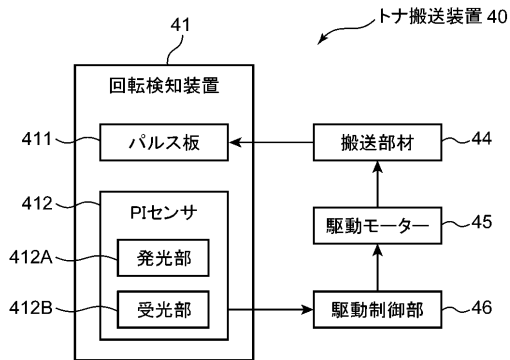 トナ搬送装置 40
41
回転検知装置
411
パルス板
搬送部材
44
412
PIセンサ
駆動モーター
45
412A
発光部
412B
受光部
駆動制御部
46